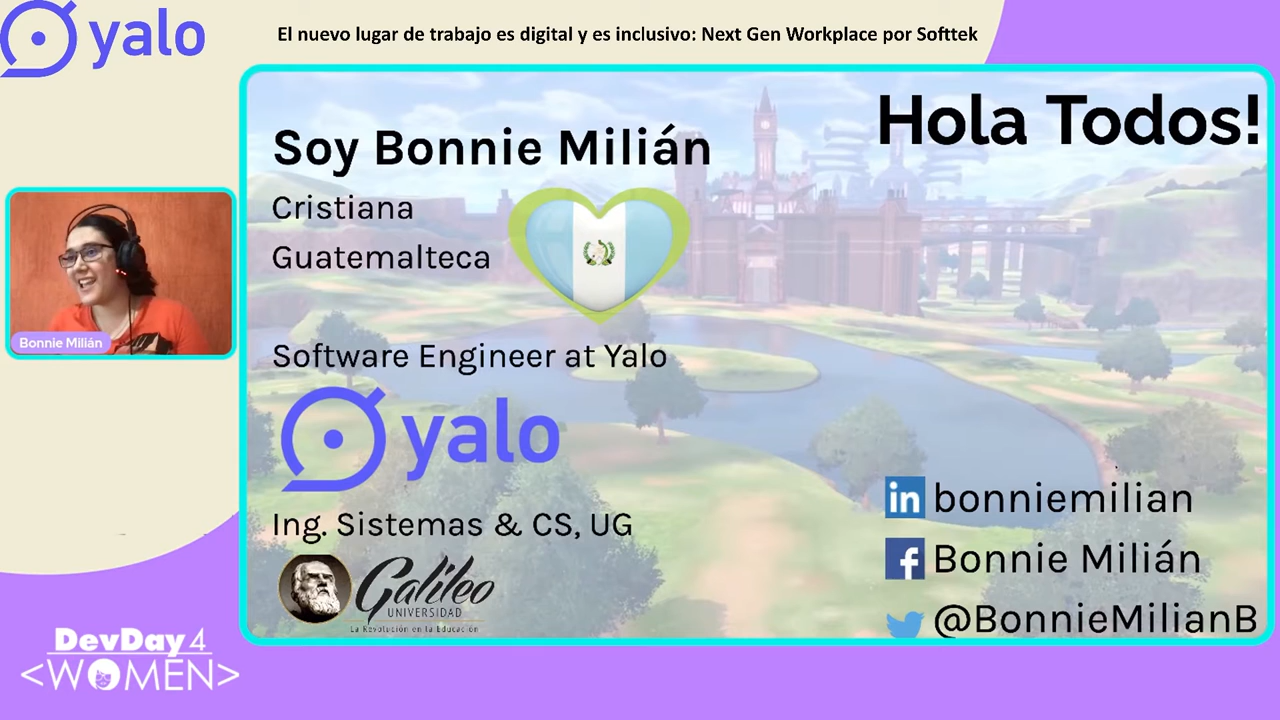 yalo
El nuevo lugar de trabajo es digital y es inclusivo: Next Gen Workplace por Softtek
Hola Todos!
Soy Bonnie Milián
Cristiana
Guatemalteca
Software Engineer at Yalo
yalo
Ing. Sistemas & CS, UG
Galileo
UNIVERSIDAD
La Revolución en la Educación
in bonniemilian
f Bonnie Milián
@BonnieMilianB
Bonnie Milián
DevDay4
<WOMEN>